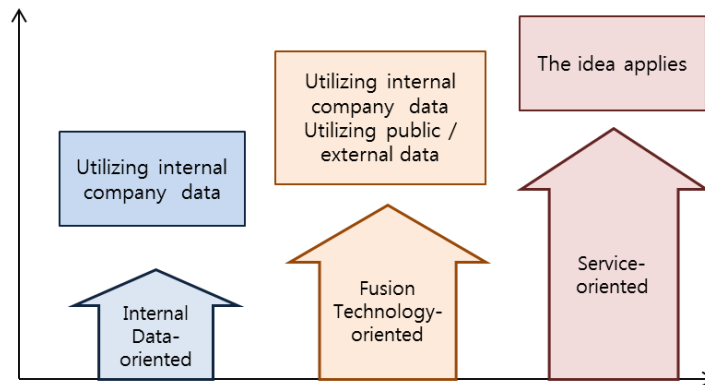 Utilizing internal
company data
Internal
Data-
oriented
Utilizing internal
company data
Utilizing public /
external data
Fusion
Technology-
oriented
The idea applies
Service-
oriented